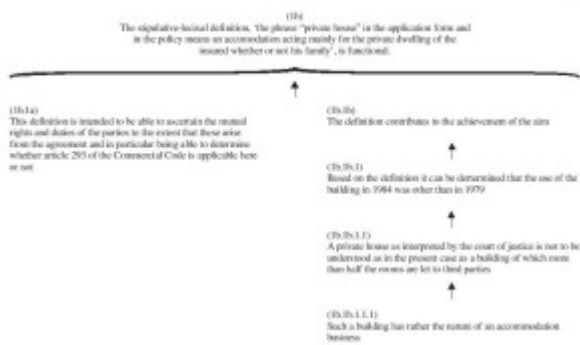 (1b)
The stipulative-lexical definition, 'the phrase "private house" in the application form and
in the policy means an accomodation acting mainly for the private dwelling of the
insured whether or not his family', is functional.
(1b.1a)
This definition is intended to be able to ascertain the mutual
rights and duties of the parties to the extent that these arise
from the agreement and in particular being able to determine
whether article 293 of the Commercial Code is applicable here
or not
(1b.1b)
The definition contributes to the achievement of the aim
(1b.1b.1)
Based on the definition it can be determined that the use of the
building in 1984 was other than in 1979
(1b.1b.1.1)
A private house as interpreted by the court of justice is not to be
understood as in the present case as a building of which more
than half the rooms are let to third parties
(1b.1b.1.1.1)
Such a building has rather the nature of an accommodation
business